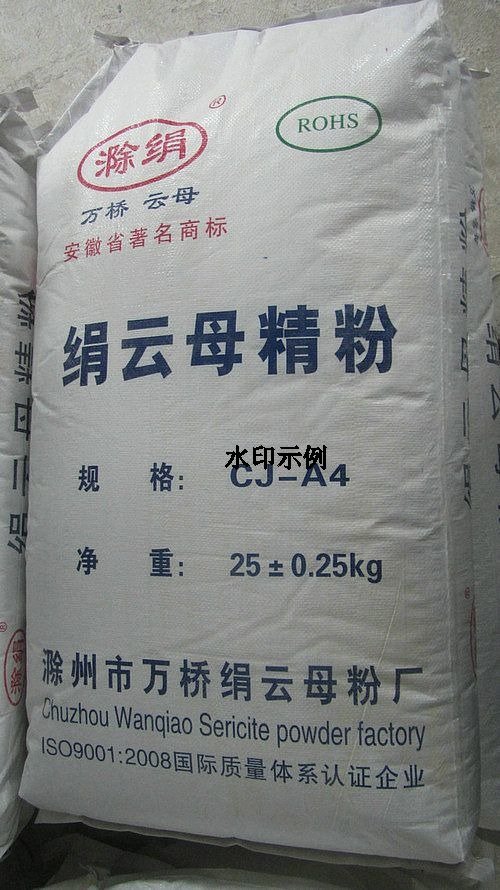 滁绢 ®
ROHS
万桥 云母
安徽省著名商标
绢云母精粉
水印示例
规 格: CJ-A4
净 重: 25±0.25kg
滁州市万桥绢云母粉厂
Chuzhou Wanqiao Sericite powder factory
ISO9001:2008国际质量体系认证企业